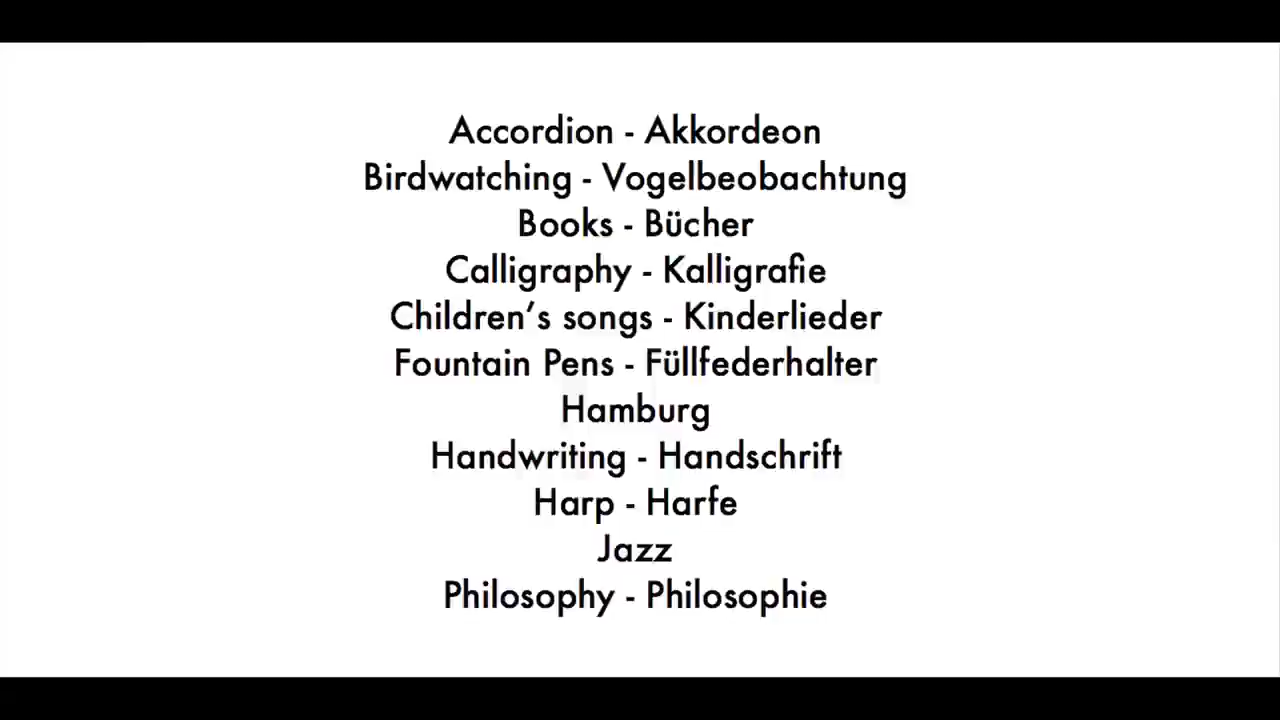 Accordion - Akkordeon
Birdwatching - Vogelbeobachtung
Books - Bücher
Calligraphy - Kalligrafie
Children’s songs - Kinderlieder
Fountain Pens - Füllfederhalter
Hamburg
Handwriting - Handschrift
Harp - Harfe
Jazz
Philosophy - Philosophie